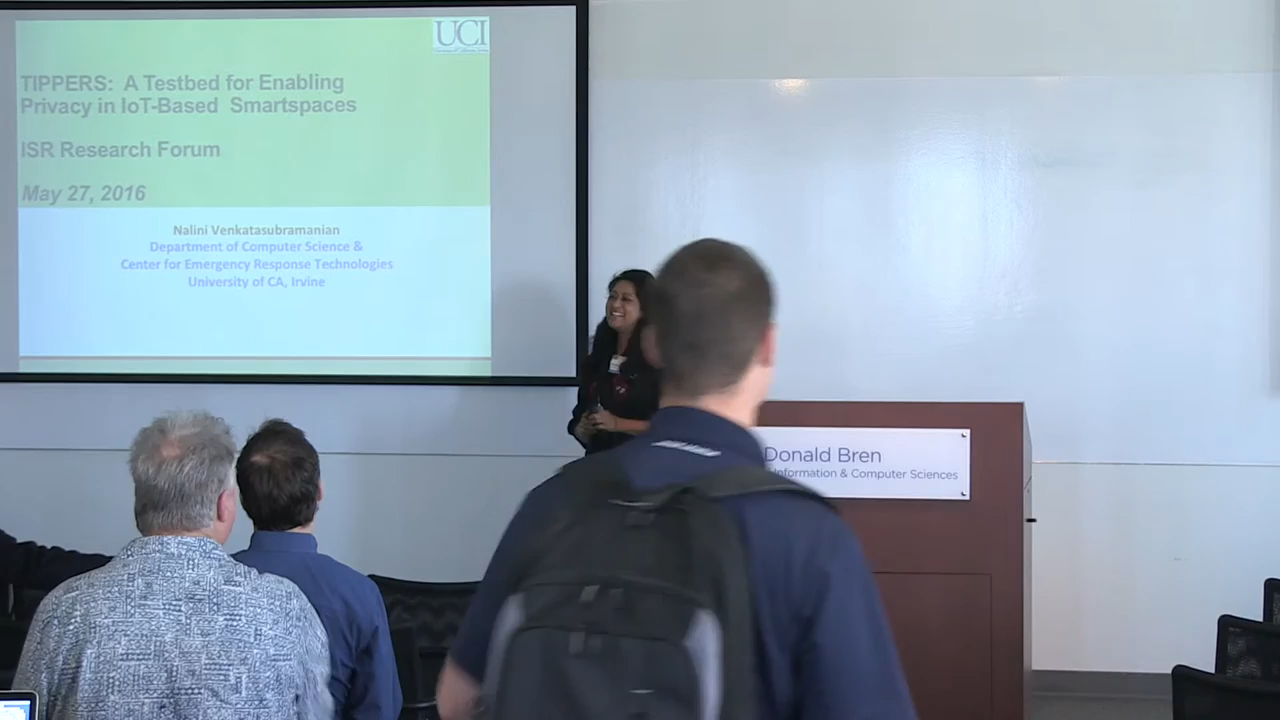 UCI
TIPPERS: A Testbed for Enabling
Privacy in IoT-Based Smartspaces
ISR Research Forum
May 27, 2016
Nalini Venkatasubramanian
Department of Computer Science &
Center for Emergency Response Technologies
University of CA, Irvine
Donald Bren
Information & Computer Sciences